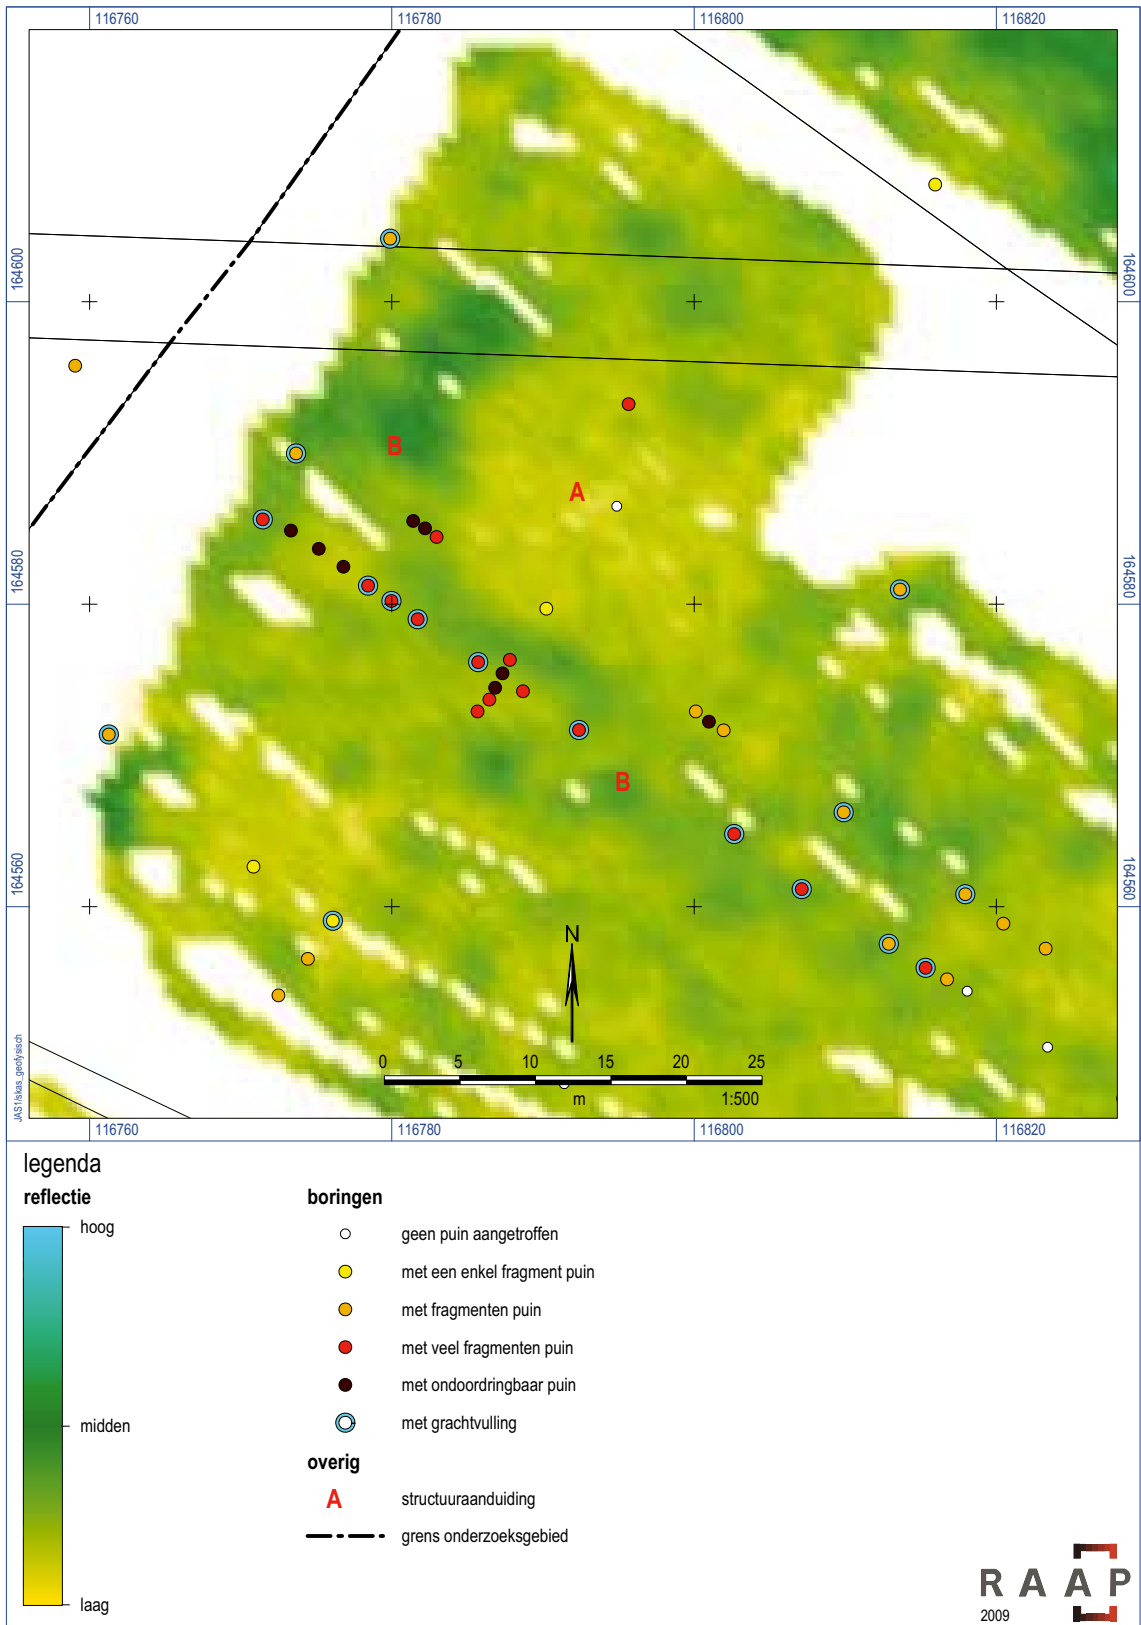 116760 116780 116800 116820
164600 164600
B
A
164580 164580
B
164560 164560
N
0 5 10 15 20 25
m 1:500
JAS1/skas_geofysisch
116760 116780 116800 116820
legenda
reflectie
hoog
midden
laag
boringen
geen puin aangetroffen
met een enkel fragment puin
met fragmenten puin
met veel fragmenten puin
met ondoordringbaar puin
met grachtvulling
overig
A structuuraanduiding
grens onderzoeksgebied
RAAP
2009